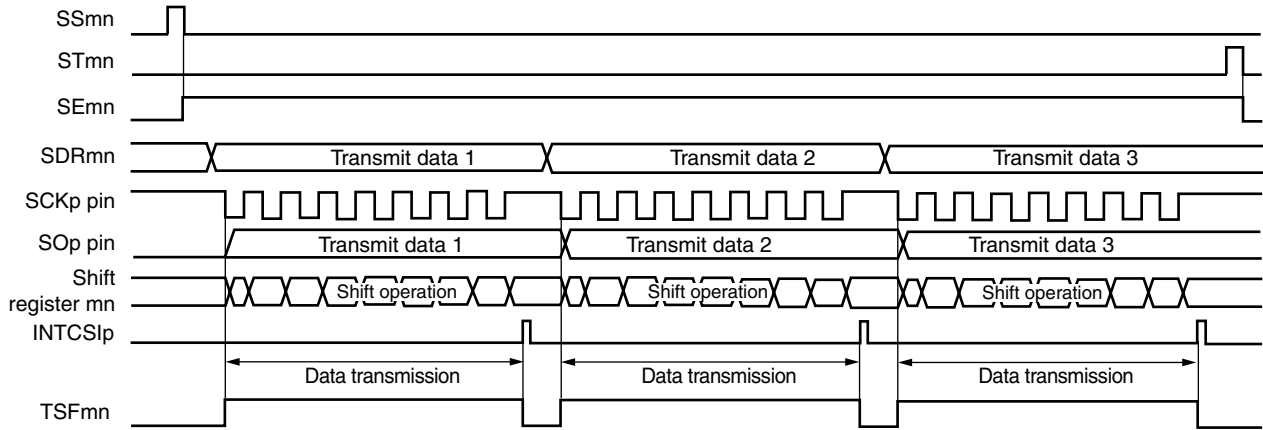 SSmn
STmn
SEmn
SDRmn Transmit data 1 Transmit data 2 Transmit data 3
SCKp pin
SOp pin Transmit data 1 Transmit data 2 Transmit data 3
Shift
register mn Shift operation Shift operation Shift operation
INTCSIp
Data transmission Data transmission Data transmission
TSFmn